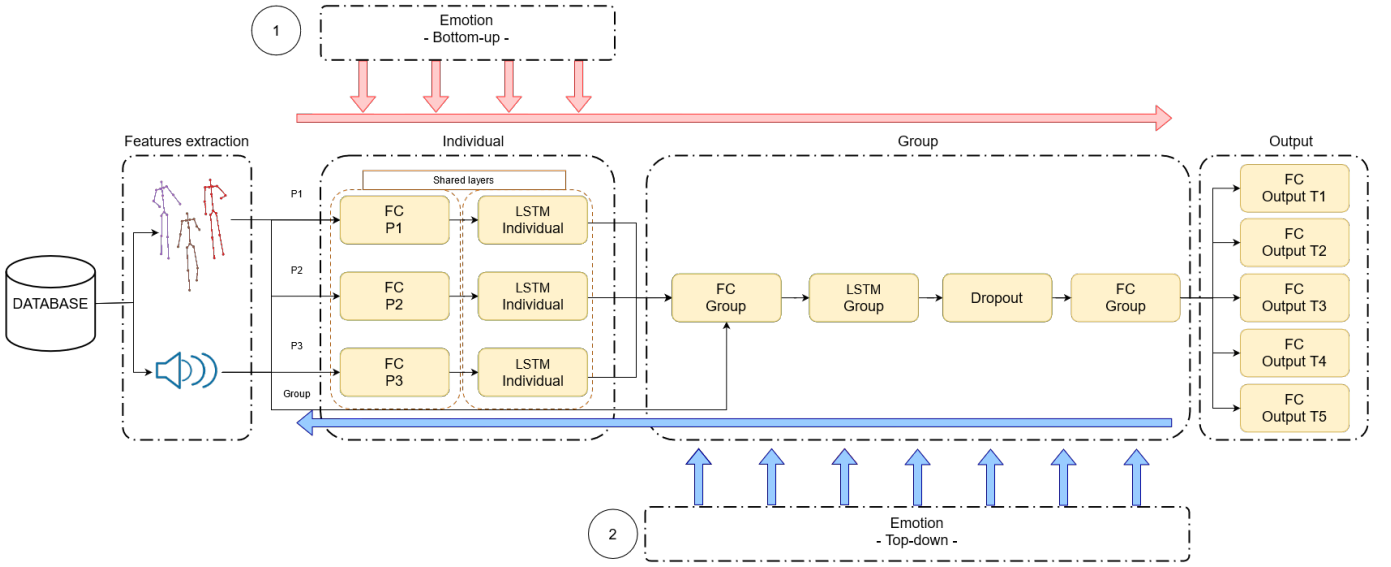 1
Emotion
- Bottom-up -
Features extraction
Individual
Group
Output
Shared layers
P1
P2
P3
Group
DATABASE
FC
P1
LSTM
Individual
FC
P2
LSTM
Individual
FC
P3
LSTM
Individual
FC
Group
LSTM
Group
Dropout
FC
Group
FC
Output T1
FC
Output T2
FC
Output T3
FC
Output T4
FC
Output T5
2
Emotion
- Top-down -